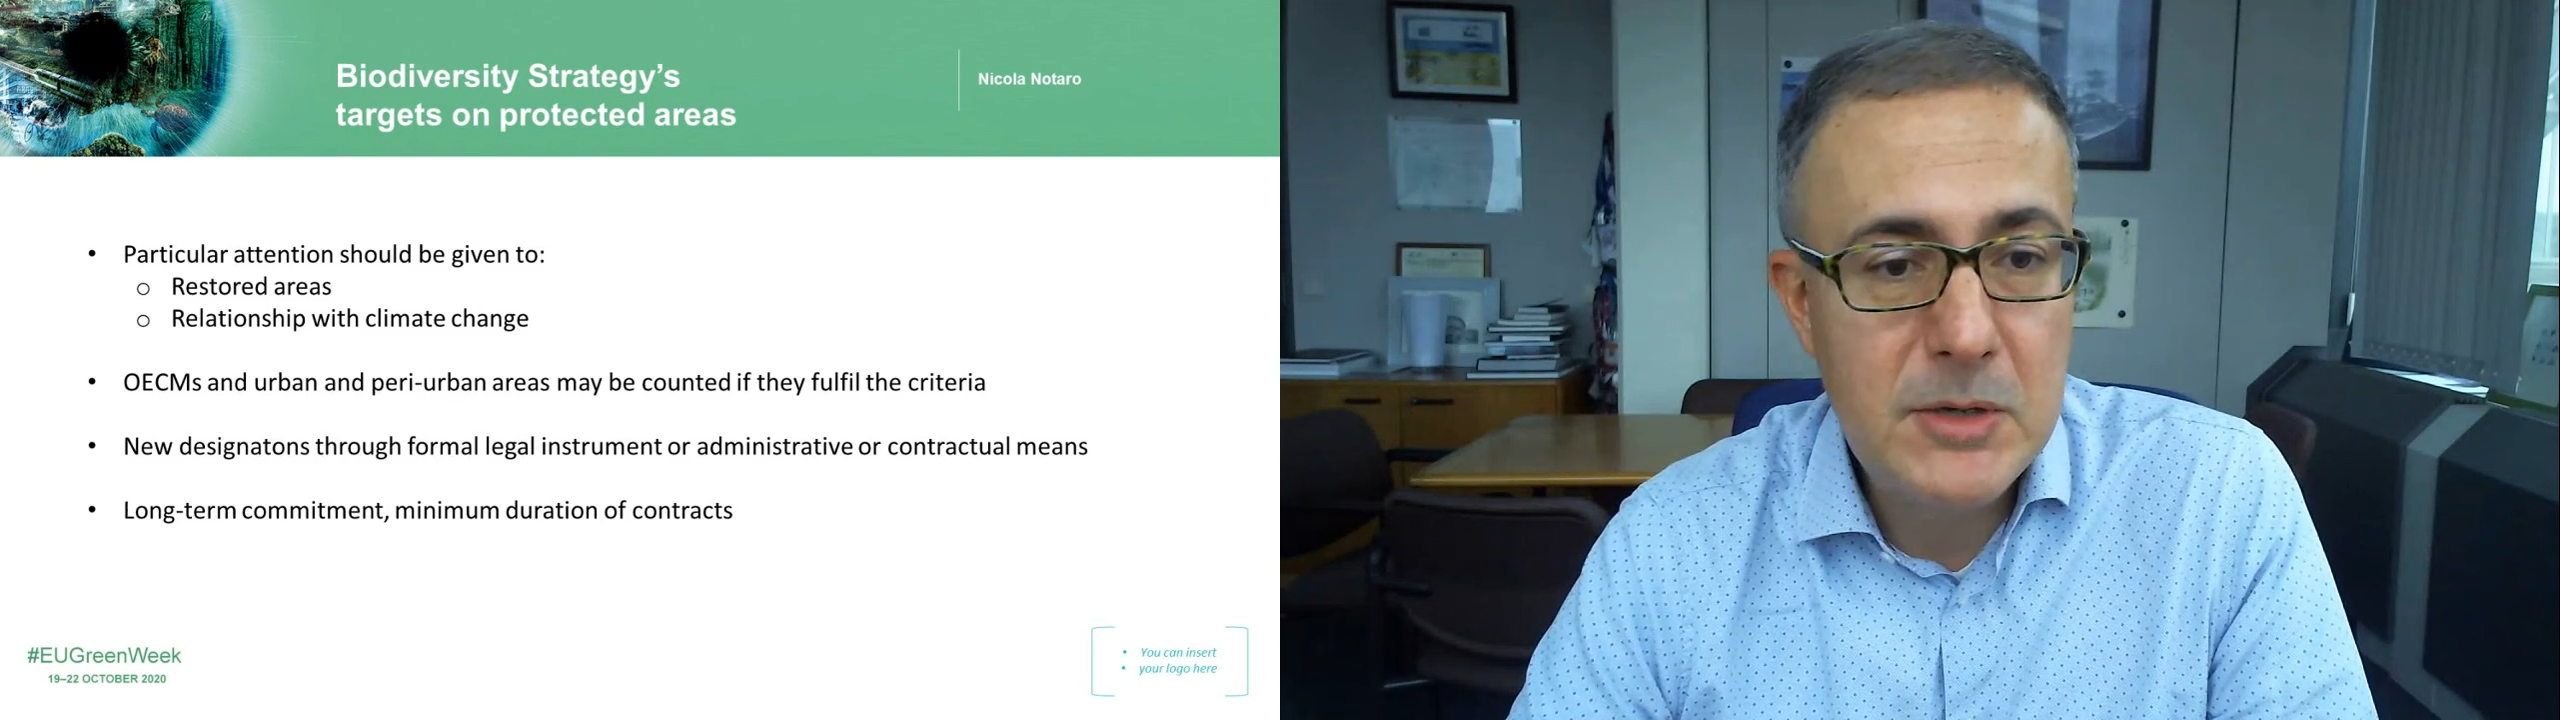 Biodiversity Strategy's
targets on protected areas
Nicola Notaro
• Particular attention should be given to:
o Restored areas
o Relationship with climate change
• OECMs and urban and peri-urban areas may be counted if they fulfil the criteria
• New designatons through formal legal instrument or administrative or contractual means
• Long-term commitment, minimum duration of contracts
#EUGreenWeek
19–22 OCTOBER 2020
• You can insert
• your logo here